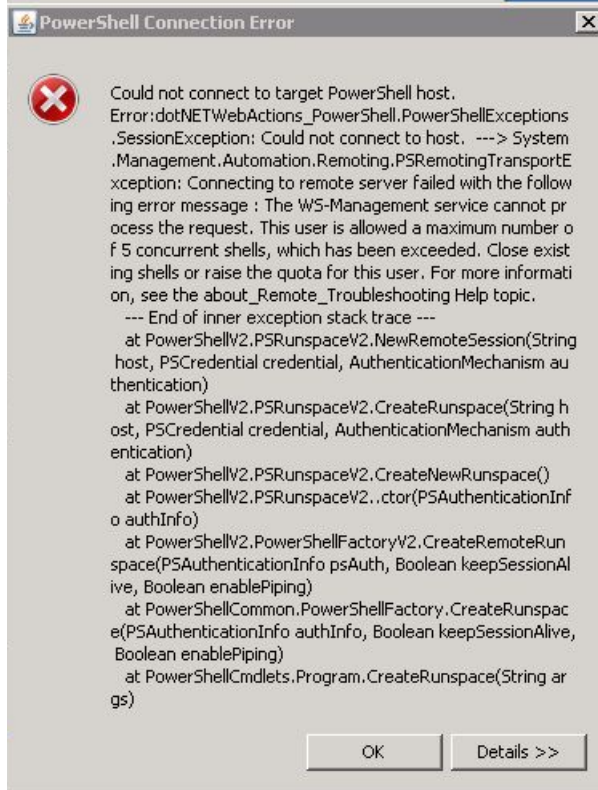 PowerShell Connection Error
Could not connect to target PowerShell host.
Error:dotNETWebActions_PowerShell.PowerShellExceptions
.SessionException: Could not connect to host.  ---> System
.Management.Automation.Remoting.PSRemotingTransportE
xception: Connecting to remote server failed with the follow
ing error message : The WS-Management service cannot pr
ocess the request. This user is allowed a maximum number o
f 5 concurrent shells, which has been exceeded. Close exist
ing shells or raise the quota for this user. For more informati
on, see the about_Remote_Troubleshooting Help topic.
--- End of inner exception stack trace ---
at PowerShellV2.PSRunspaceV2.NewRemoteSession(String
host, PSCredential credential, AuthenticationMechanism au
thentication)
at PowerShellV2.PSRunspaceV2.CreateRunspace(String h
ost, PSCredential credential, AuthenticationMechanism auth
entication)
at PowerShellV2.PSRunspaceV2.CreateNewRunspace()
at PowerShellV2.PSRunspaceV2..ctor(PSAuthenticationInf
o authInfo)
at PowerShellV2.PowerShellFactoryV2.CreateRemoteRun
space(PSAuthenticationInfo psAuth, Boolean keepSessionAl
ive, Boolean enablePiping)
at PowerShellCommon.PowerShellFactory.CreateRunspac
e(PSAuthenticationInfo authInfo, Boolean keepSessionAlive,
Boolean enablePiping)
at PowerShellCmdlets.Program.CreateRunspace(String ar
gs)
OK
Details >>